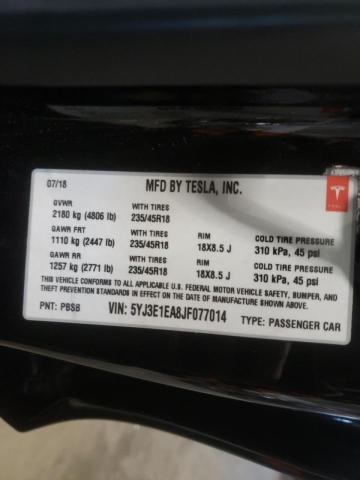 07/18 MFD BY TESLA, INC.
GVWR WITH TIRES
2180 kg (4806 lb) 235/45R18
GAWR FRT WITH TIRES RIM COLD TIRE PRESSURE
1110 kg (2447 lb) 235/45R18 18X8.5 J 310 kPa, 45 psi
GAWR RR WITH TIRES RIM COLD TIRE PRESSURE
1257 kg (2771 lb) 235/45R18 18X8.5 J 310 kPa, 45 psi
THIS VEHICLE CONFORMS TO ALL APPLICABLE U.S. FEDERAL MOTOR VEHICLE SAFETY, BUMPER, AND
THEFT PREVENTION STANDARDS IN EFFECT ON THE DATE OF MANUFACTURE SHOWN ABOVE.
PNT: PBSB VIN: 5YJ3E1EA8JF077014 TYPE: PASSENGER CAR
TESLA